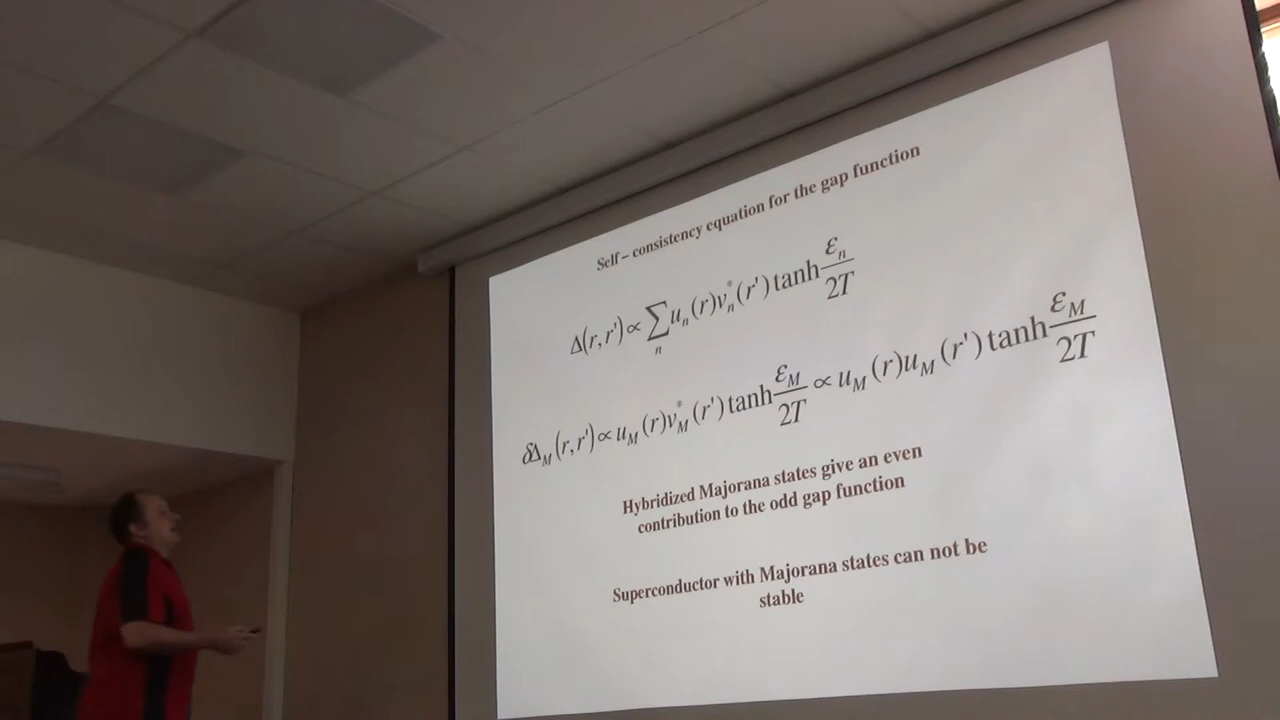 Self – consistency equation for the gap function
Δ(r,r')∝∑ₙuₙ(r)vₙ*(r')tanh εₙ/2T
δΔ_M(r,r')∝u_M(r)v_M*(r')tanh ε_M/2T ∝u_M(r)u_M(r')tanh ε_M/2T
Hybridized Majorana states give an even
contribution to the odd gap function
Superconductor with Majorana states can not be
stable